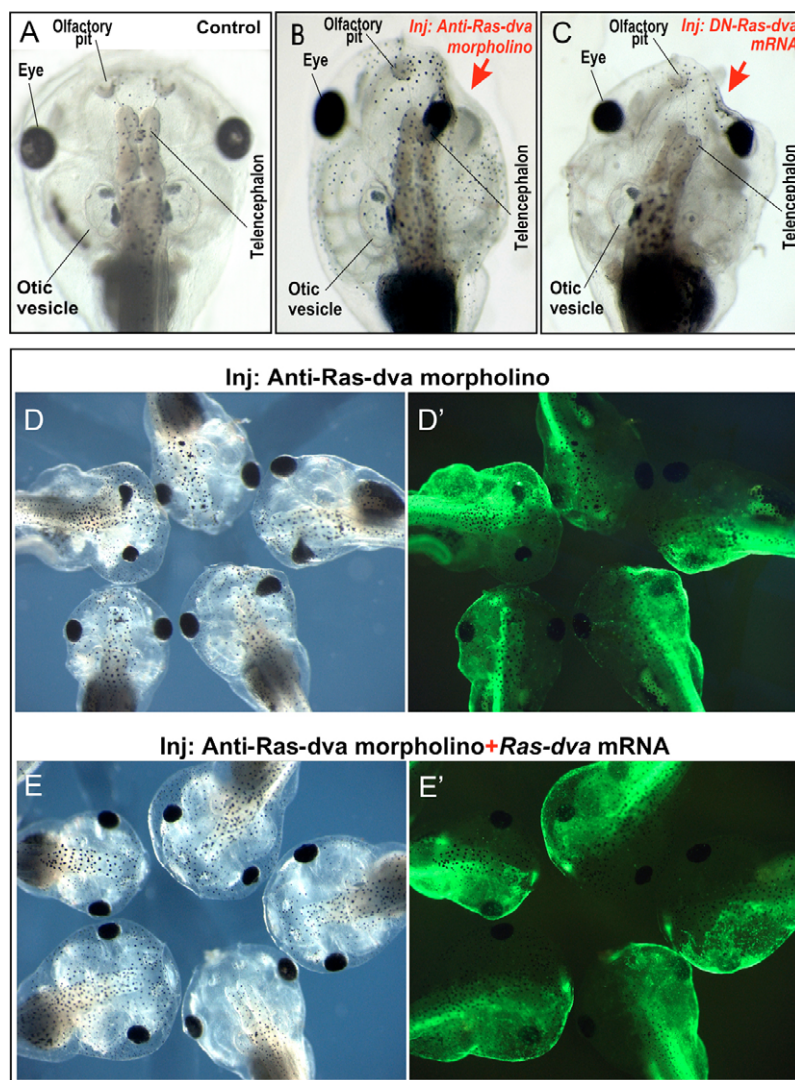 A
Control
Olfactory
pit
Eye
Telencephalon
Otic
vesicle
B
Inj: Anti-Ras-dva
morpholino
Olfactory
pit
Eye
Telencephalon
Otic
vesicle
C
Inj: DN-Ras-dva
mRNA
Olfactory
pit
Eye
Telencephalon
Otic
vesicle
Inj: Anti-Ras-dva morpholino
D
D’
Inj: Anti-Ras-dva morpholino+Ras-dva mRNA
E
E’